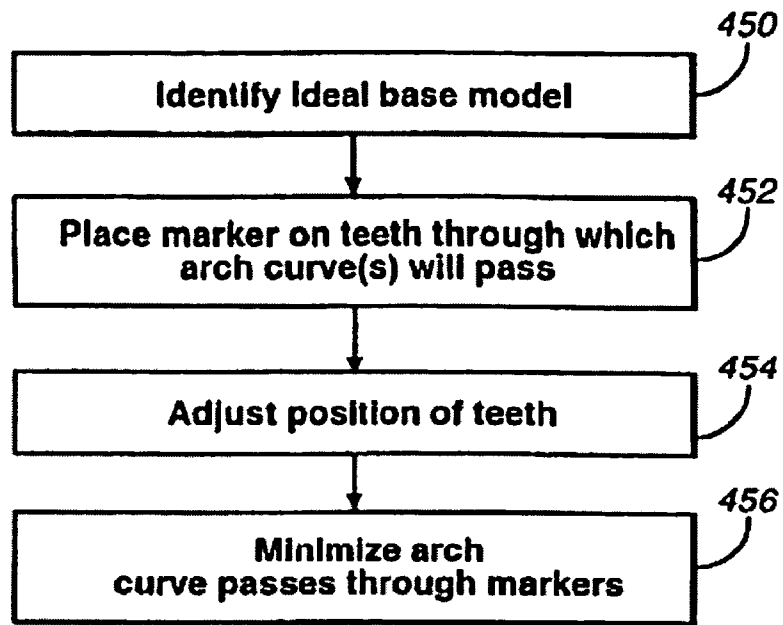 450
Identify Ideal base model
452
Place marker on teeth through which
arch curve(s) will pass
454
Adjust position of teeth
456
Minimize arch
curve passes through markers